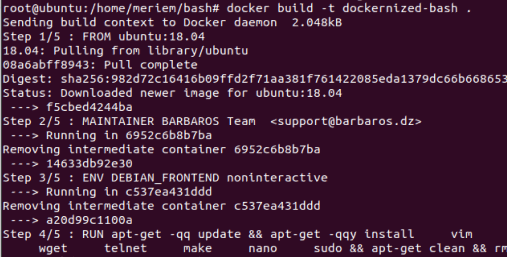 root@ubuntu:/home/meriem/bash# docker build -t dockernized-bash .
Sending build context to Docker daemon  2.048kB
Step 1/5 : FROM ubuntu:18.04
18.04: Pulling from library/ubuntu
08a6abff8943: Pull complete
Digest: sha256:982d72c16416b09ffd2f71aa381f761422085eda1379dc66b668653
Status: Downloaded newer image for ubuntu:18.04
 ---> f5cbed4244ba
Step 2/5 : MAINTAINER BARBAROS Team  <support@barbaros.dz>
 ---> Running in 6952c6b8b7ba
Removing intermediate container 6952c6b8b7ba
 ---> 14633db92e30
Step 3/5 : ENV DEBIAN_FRONTEND noninteractive
 ---> Running in c537ea431ddd
Removing intermediate container c537ea431ddd
 ---> a20d99c1100a
Step 4/5 : RUN apt-get -qq update && apt-get -qqy install     vim
     wget     telnet     make     nano     sudo && apt-get clean && rm